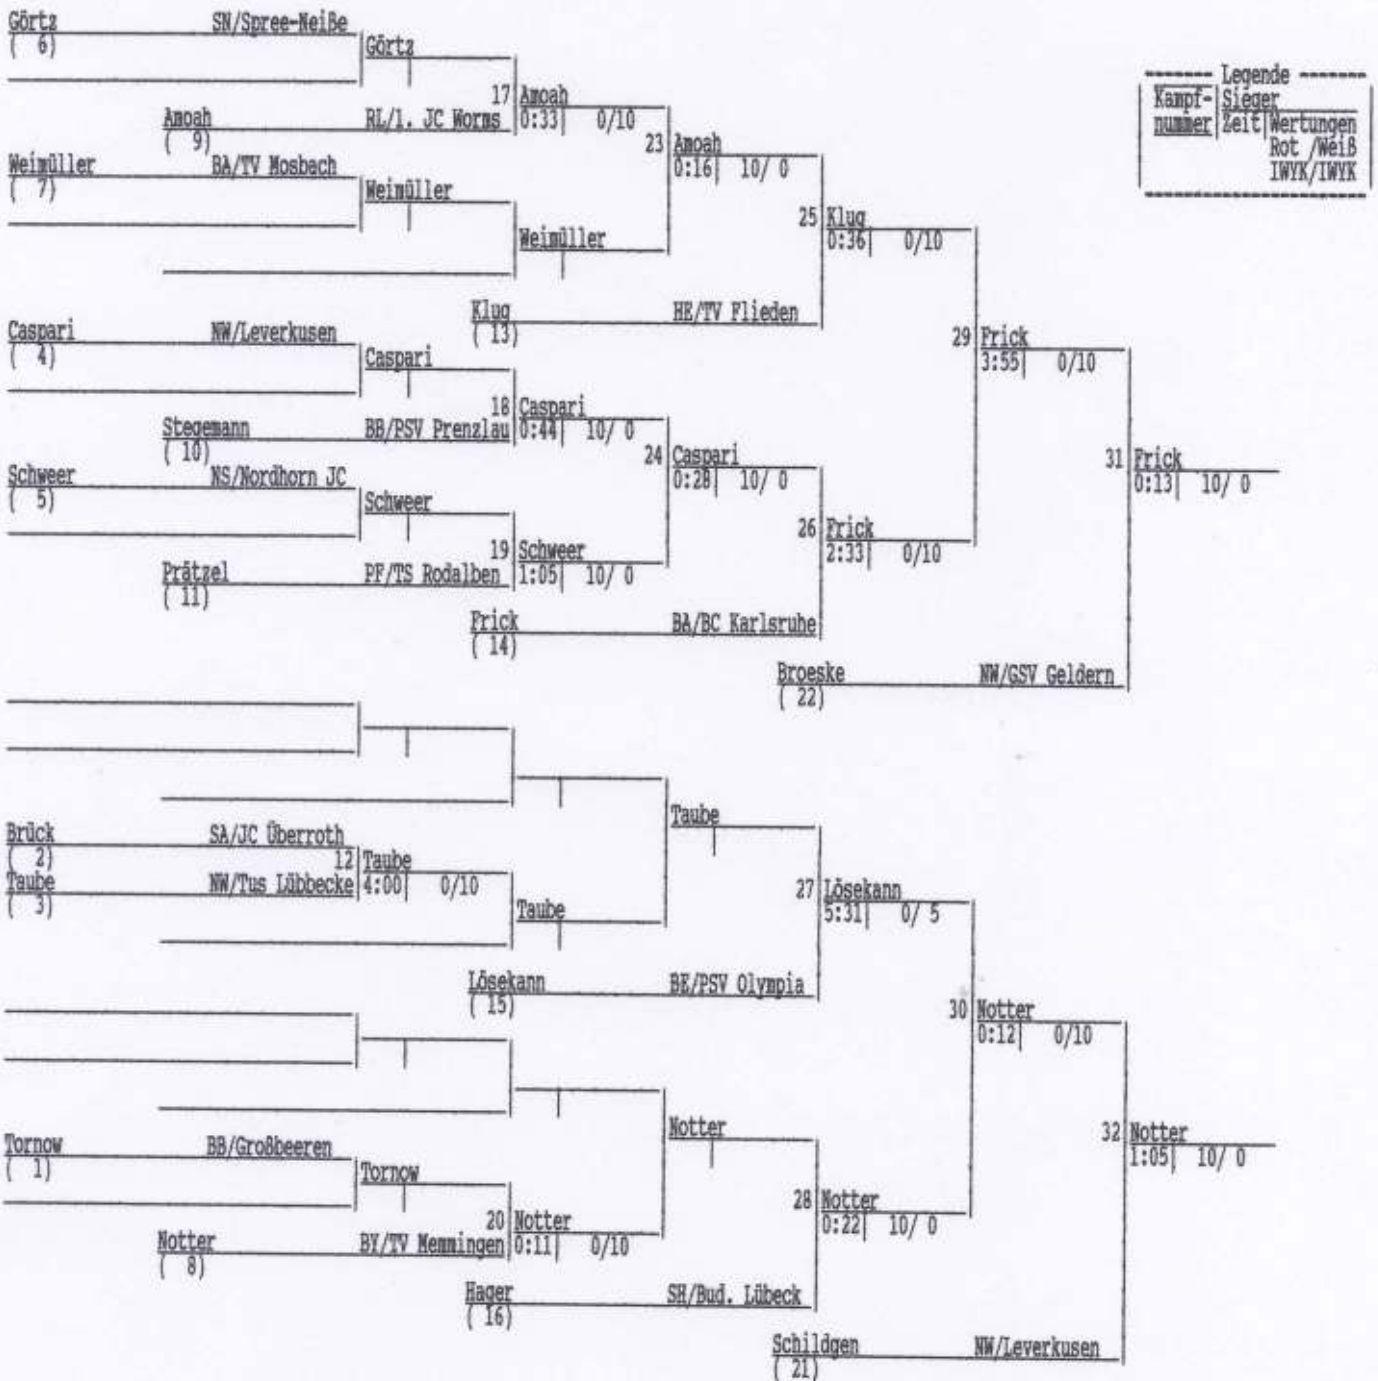 Görtz SN/Spree-Neiße
( 6)
Görtz
------- Legende -------
Kampf- Sieger
nummer Zeit Wertungen
Rot /Weiß
IWYK/IWYK
17 Amoah
Amoah RL/1. JC Worms 0:33 0/10
( 9)
23 Amoah
0:16 10/ 0
Weimüller BA/TV Mosbach
( 7)
Weimüller
25 Klug
0:36 0/10
Weimüller
Klug HE/TV Flieden
( 13)
Caspari NW/Leverkusen
( 4)
Caspari
29 Frick
3:55 0/10
18 Caspari
Stegemann BB/PSV Prenzlau 0:44 10/ 0
( 10)
24 Caspari
0:28 10/ 0
31 Frick
0:13 10/ 0
Schweer NS/Nordhorn JC
( 5)
Schweer
26 Frick
2:33 0/10
19 Schweer
Prätzel PF/TS Rodalben 1:05 10/ 0
( 11)
Frick BA/BC Karlsruhe
( 14)
Broeske NW/GSV Geldern
( 22)
Taube
Brück SA/JC Überroth
( 2)
12 Taube
Taube NW/Tus Lübbecke 4:00 0/10
( 3)
27 Lösekann
5:31 0/ 5
Taube
Lösekann BE/PSV Olympia
( 15)
30 Notter
0:12 0/10
Notter
32 Notter
1:05 10/ 0
Tornow BB/Großbeeren
( 1)
Tornow
28 Notter
0:22 10/ 0
20 Notter
Notter BY/TV Memmingen 0:11 0/10
( 8)
Hager SH/Bud. Lübeck
( 16)
Schildgen NW/Leverkusen
( 21)